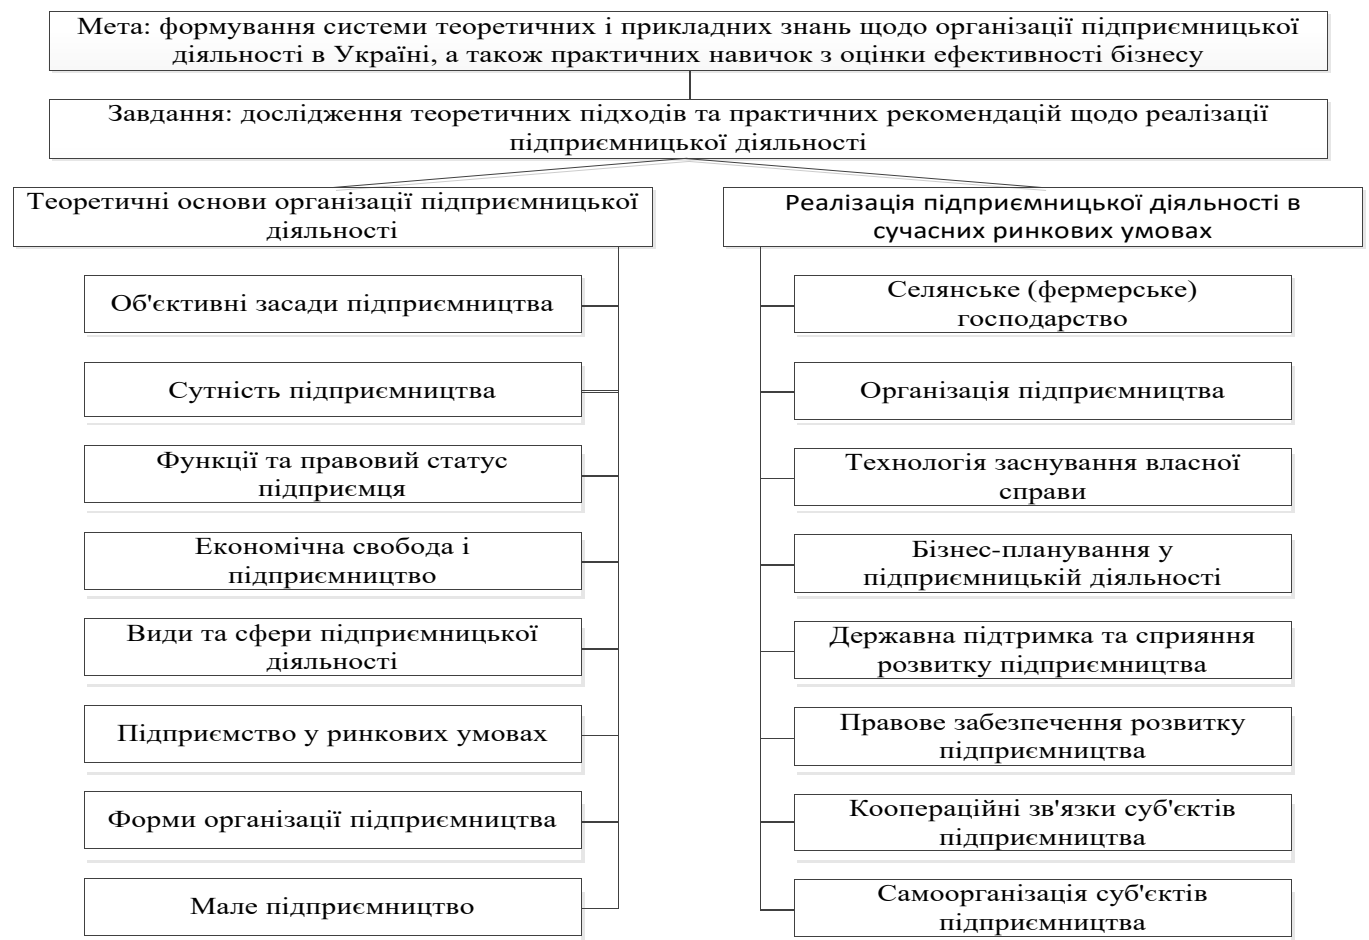 Мета: формування системи теоретичних і прикладних знань щодо організації підприємницької
діяльності в Україні, а також практичних навичок з оцінки ефективності бізнесу
Завдання: дослідження теоретичних підходів та практичних рекомендацій щодо реалізації
підприємницької діяльності
Теоретичні основи організації підприємницької
діяльності
Об'єктивні засади підприємництва
Сутність підприємництва
Функції та правовий статус
підприємця
Економічна свобода і
підприємництво
Види та сфери підприємницької
діяльності
Підприємство у ринкових умовах
Форми організації підприємництва
Мале підприємництво
Реалізація підприємницької діяльності в
сучасних ринкових умовах
Селянське (фермерське)
господарство
Організація підприємництва
Технологія заснування власної
справи
Бізнес-планування у
підприємницькій діяльності
Державна підтримка та сприяння
розвитку підприємництва
Правове забезпечення розвитку
підприємництва
Коопераційні зв'язки суб'єктів
підприємництва
Самоорганізація суб'єктів
підприємництва